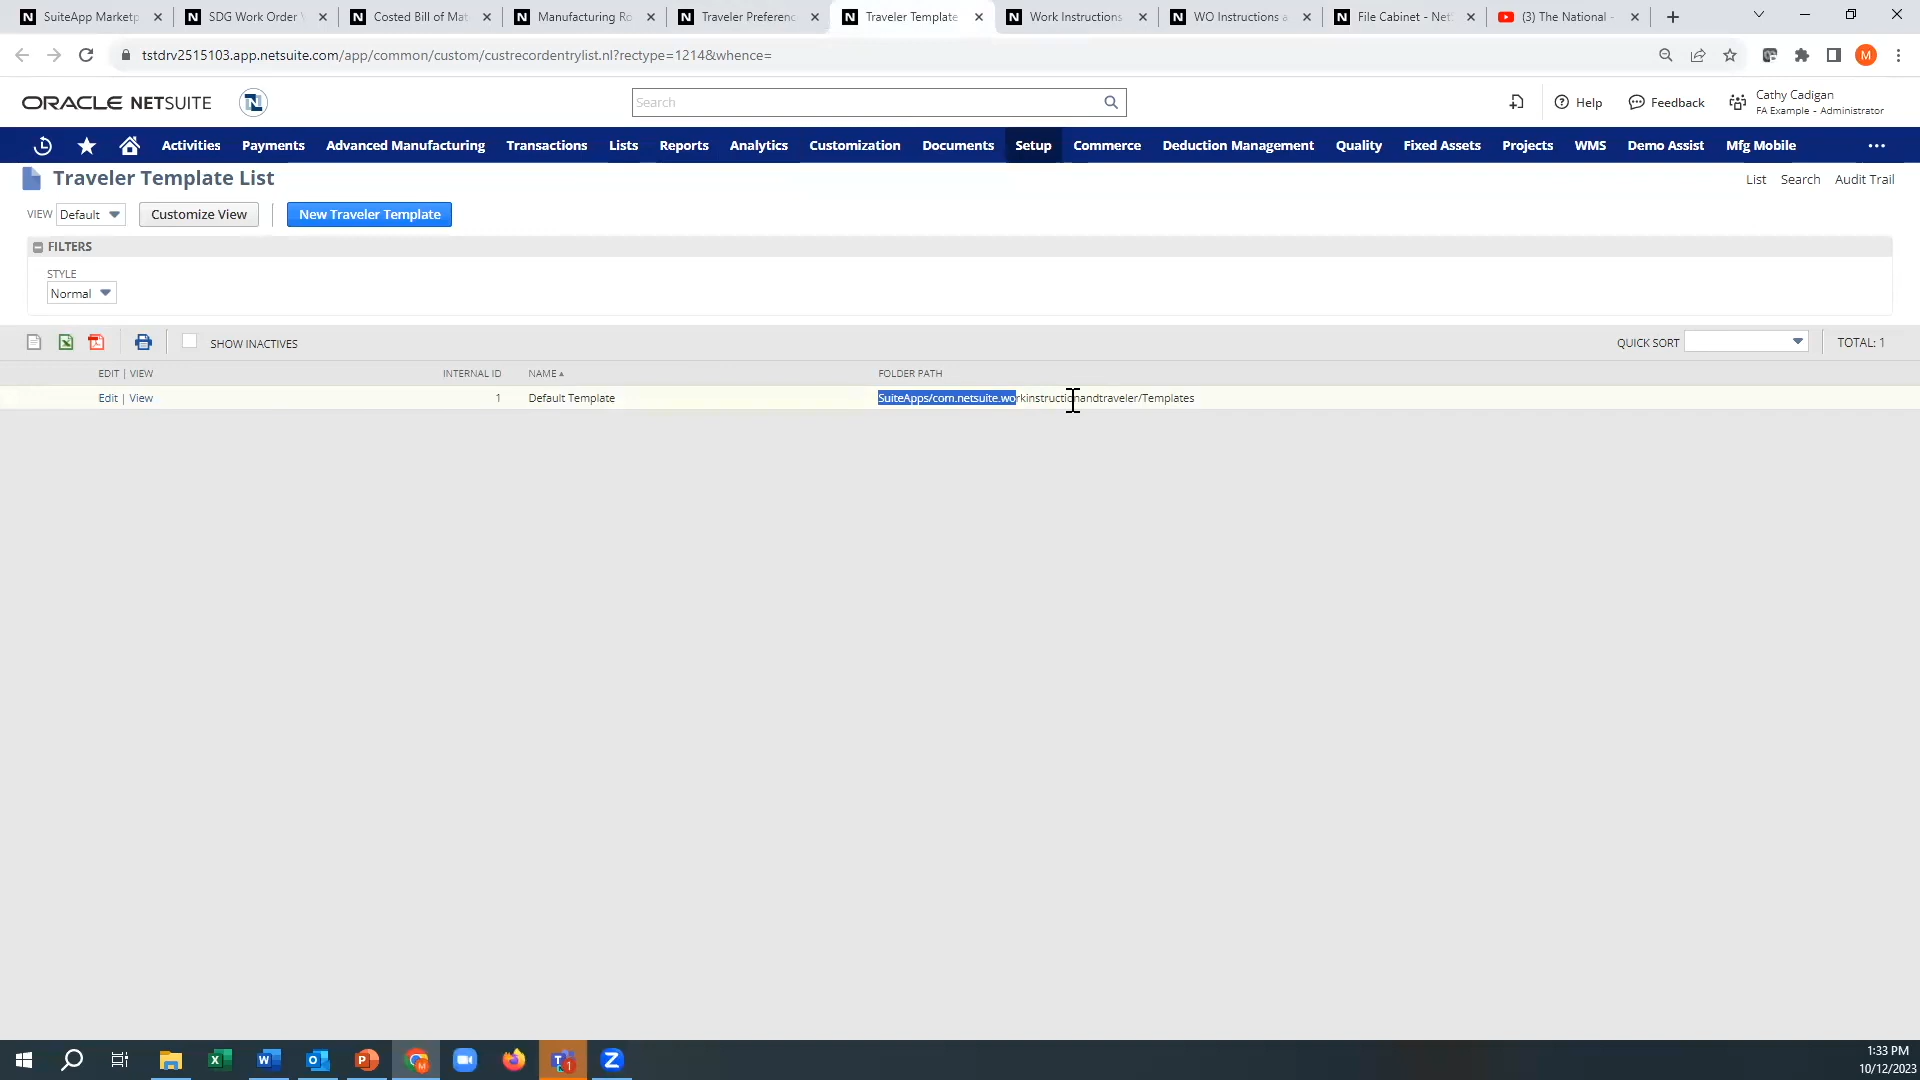 SuiteApp Marketp
SDG Work Order
Costed Bill of Mat
Manufacturing Ro
Traveler Preferenc
Traveler Template
Work Instructions
WO Instructions a
File Cabinet - Net
(3) The National -
tstdrv2515103.app.netsuite.com/app/common/custom/custrecordentrylist.nl?rectype=1214&whence=
M
ORACLE NETSUITE
Search
Help
Feedback
Cathy Cadigan
FA Example - Administrator
Activities Payments Advanced Manufacturing Transactions Lists Reports Analytics Customization Documents Setup Commerce Deduction Management Quality Fixed Assets Projects WMS Demo Assist Mfg Mobile
Traveler Template List
List Search Audit Trail
VIEW Default Customize View New Traveler Template
FILTERS
STYLE
Normal
SHOW INACTIVES
QUICK SORT
TOTAL: 1
EDIT | VIEW INTERNAL ID NAME FOLDER PATH
Edit | View 1 Default Template SuiteApps/com.netsuite.workinstructionandtraveler/Templates
1:33 PM
10/12/2023